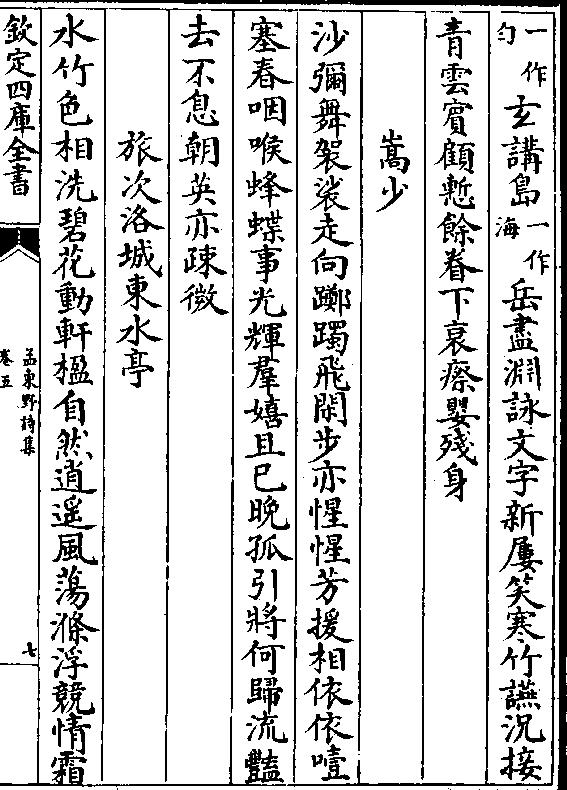 一作勺玄講島一作海岳盡淵詠文字新屢笑寒竹讌況接
青雲賓顧慙餘眷下衰瘵嬰殘身
嵩少
沙彌舞袈裟走向躑躅飛閑步亦惺惺芳援相依依噎
塞春咽喉蜂蝶事光輝羣嬉且已晚孤引將何歸流豔
去不息朝英亦疎微
旅次洛城東水亭
水竹色相洗碧花動軒楹自然逍遥風蕩滌浮競情霜
欽定四庫全書
孟東野詩集
卷五
七